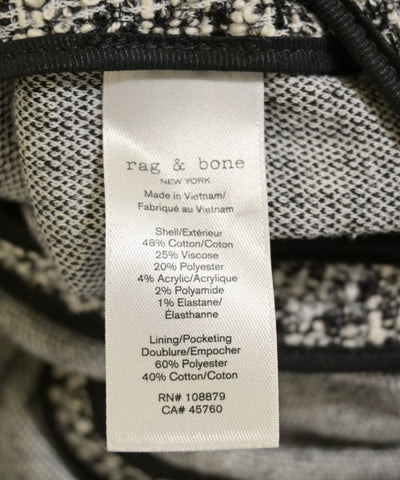 rag & bone
NEW YORK
Made in Vietnam/
Fabriqué au Vietnam
Shell/Extérieur
48% Cotton/Coton
25% Viscose
20% Polyester
4% Acrylic/Acrylique
2% Polyamide
1% Elastane/
Élasthanne
Lining/Pocketing
Doublure/Empocher
60% Polyester
40% Cotton/Coton
RN# 108879
CA# 45760